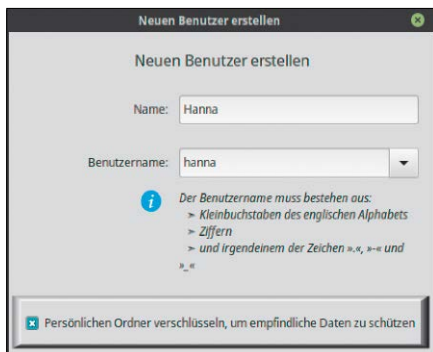 Neuen Benutzer erstellen
Neuen Benutzer erstellen
Name: Hanna
Benutzername: hanna
Der Benutzername muss bestehen aus:
➢ Kleinbuchstaben des englischen Alphabets
➢ Ziffern
➢ und irgendeinem der Zeichen ».«, »-« und
»_«
Persönlichen Ordner verschlüsseln, um empfindliche Daten zu schützen